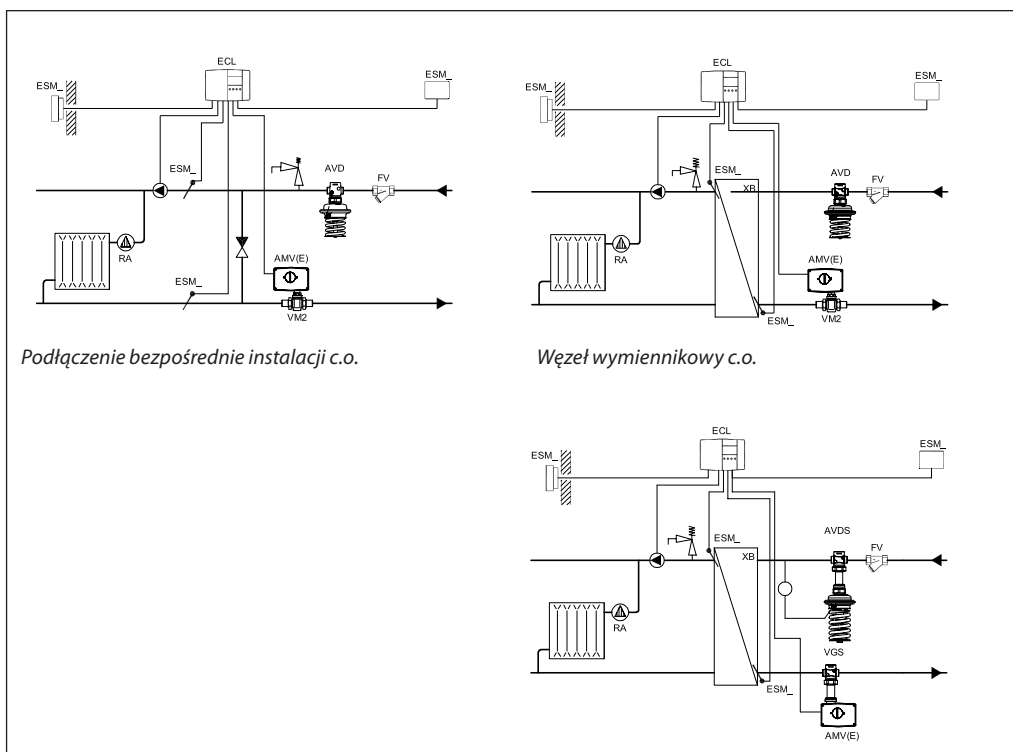 ECL
ESM_
ESM_
ESM_
AVD
FV
RA
AMV(E)
ESM_
VM2
Podłączenie bezpośrednie instalacji c.o.
ECL
ESM_
ESM_
ESM_
XB
AVD
FV
RA
AMV(E)
ESM_
VM2
Węzeł wymiennikowy c.o.
ECL
ESM_
ESM_
ESM_
XB
AVDS
FV
RA
VGS
ESM_
AMV(E)